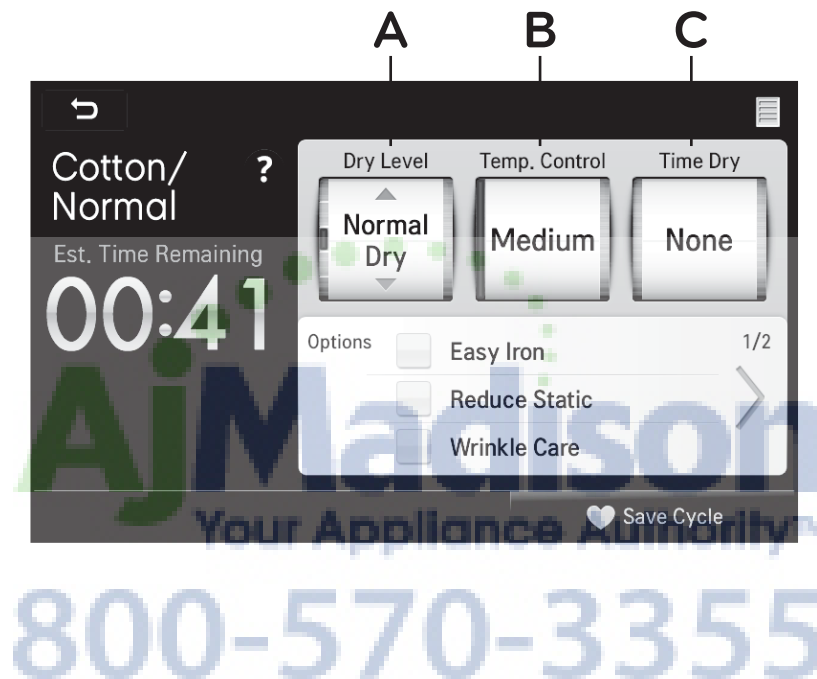 A B C
Dry Level Temp. Control Time Dry
Cotton/
Normal
?
Normal
Dry
Medium
None
Est. Time Remaining
00:41
Options
Easy Iron
1/2
Reduce Static
Wrinkle Care
Save Cycle
AjMadison
Your Appliance Authority™
800-570-3355